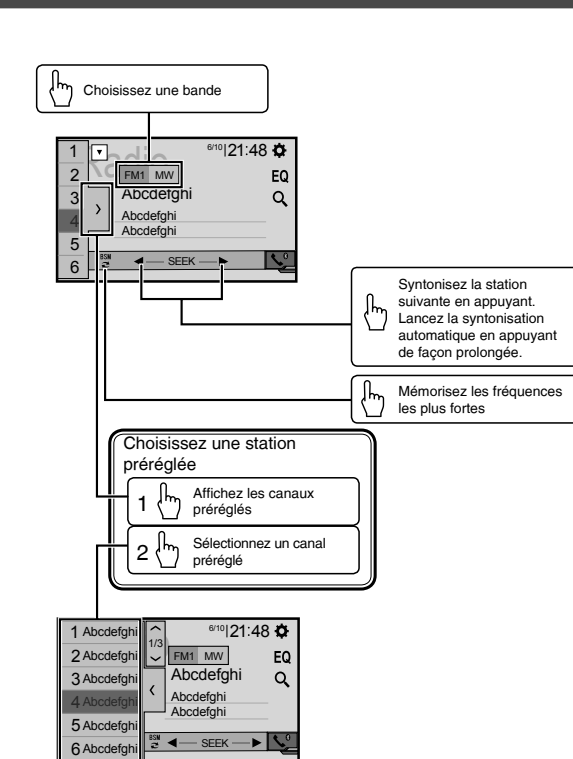 Choisissez une bande
Radio
6/10 21:48
1
2
3
4
5
6
FM1 MW
EQ
Abcdefghi
Abcdefghi
Abcdefghi
BSM
SEEK
Syntonisez la station
suivante en appuyant.
Lancez la syntonisation
automatique en appuyant
de façon prolongée.
Mémorisez les fréquences
les plus fortes
Choisissez une station
préréglée
1 Affichez les canaux
préréglés
2 Sélectionnez un canal
préréglé
1 Abcdefghi
2 Abcdefghi
3 Abcdefghi
4 Abcdefghi
5 Abcdefghi
6 Abcdefghi
1/3
6/10 21:48
FM1 MW
EQ
Abcdefghi
Abcdefghi
Abcdefghi
BSM
SEEK